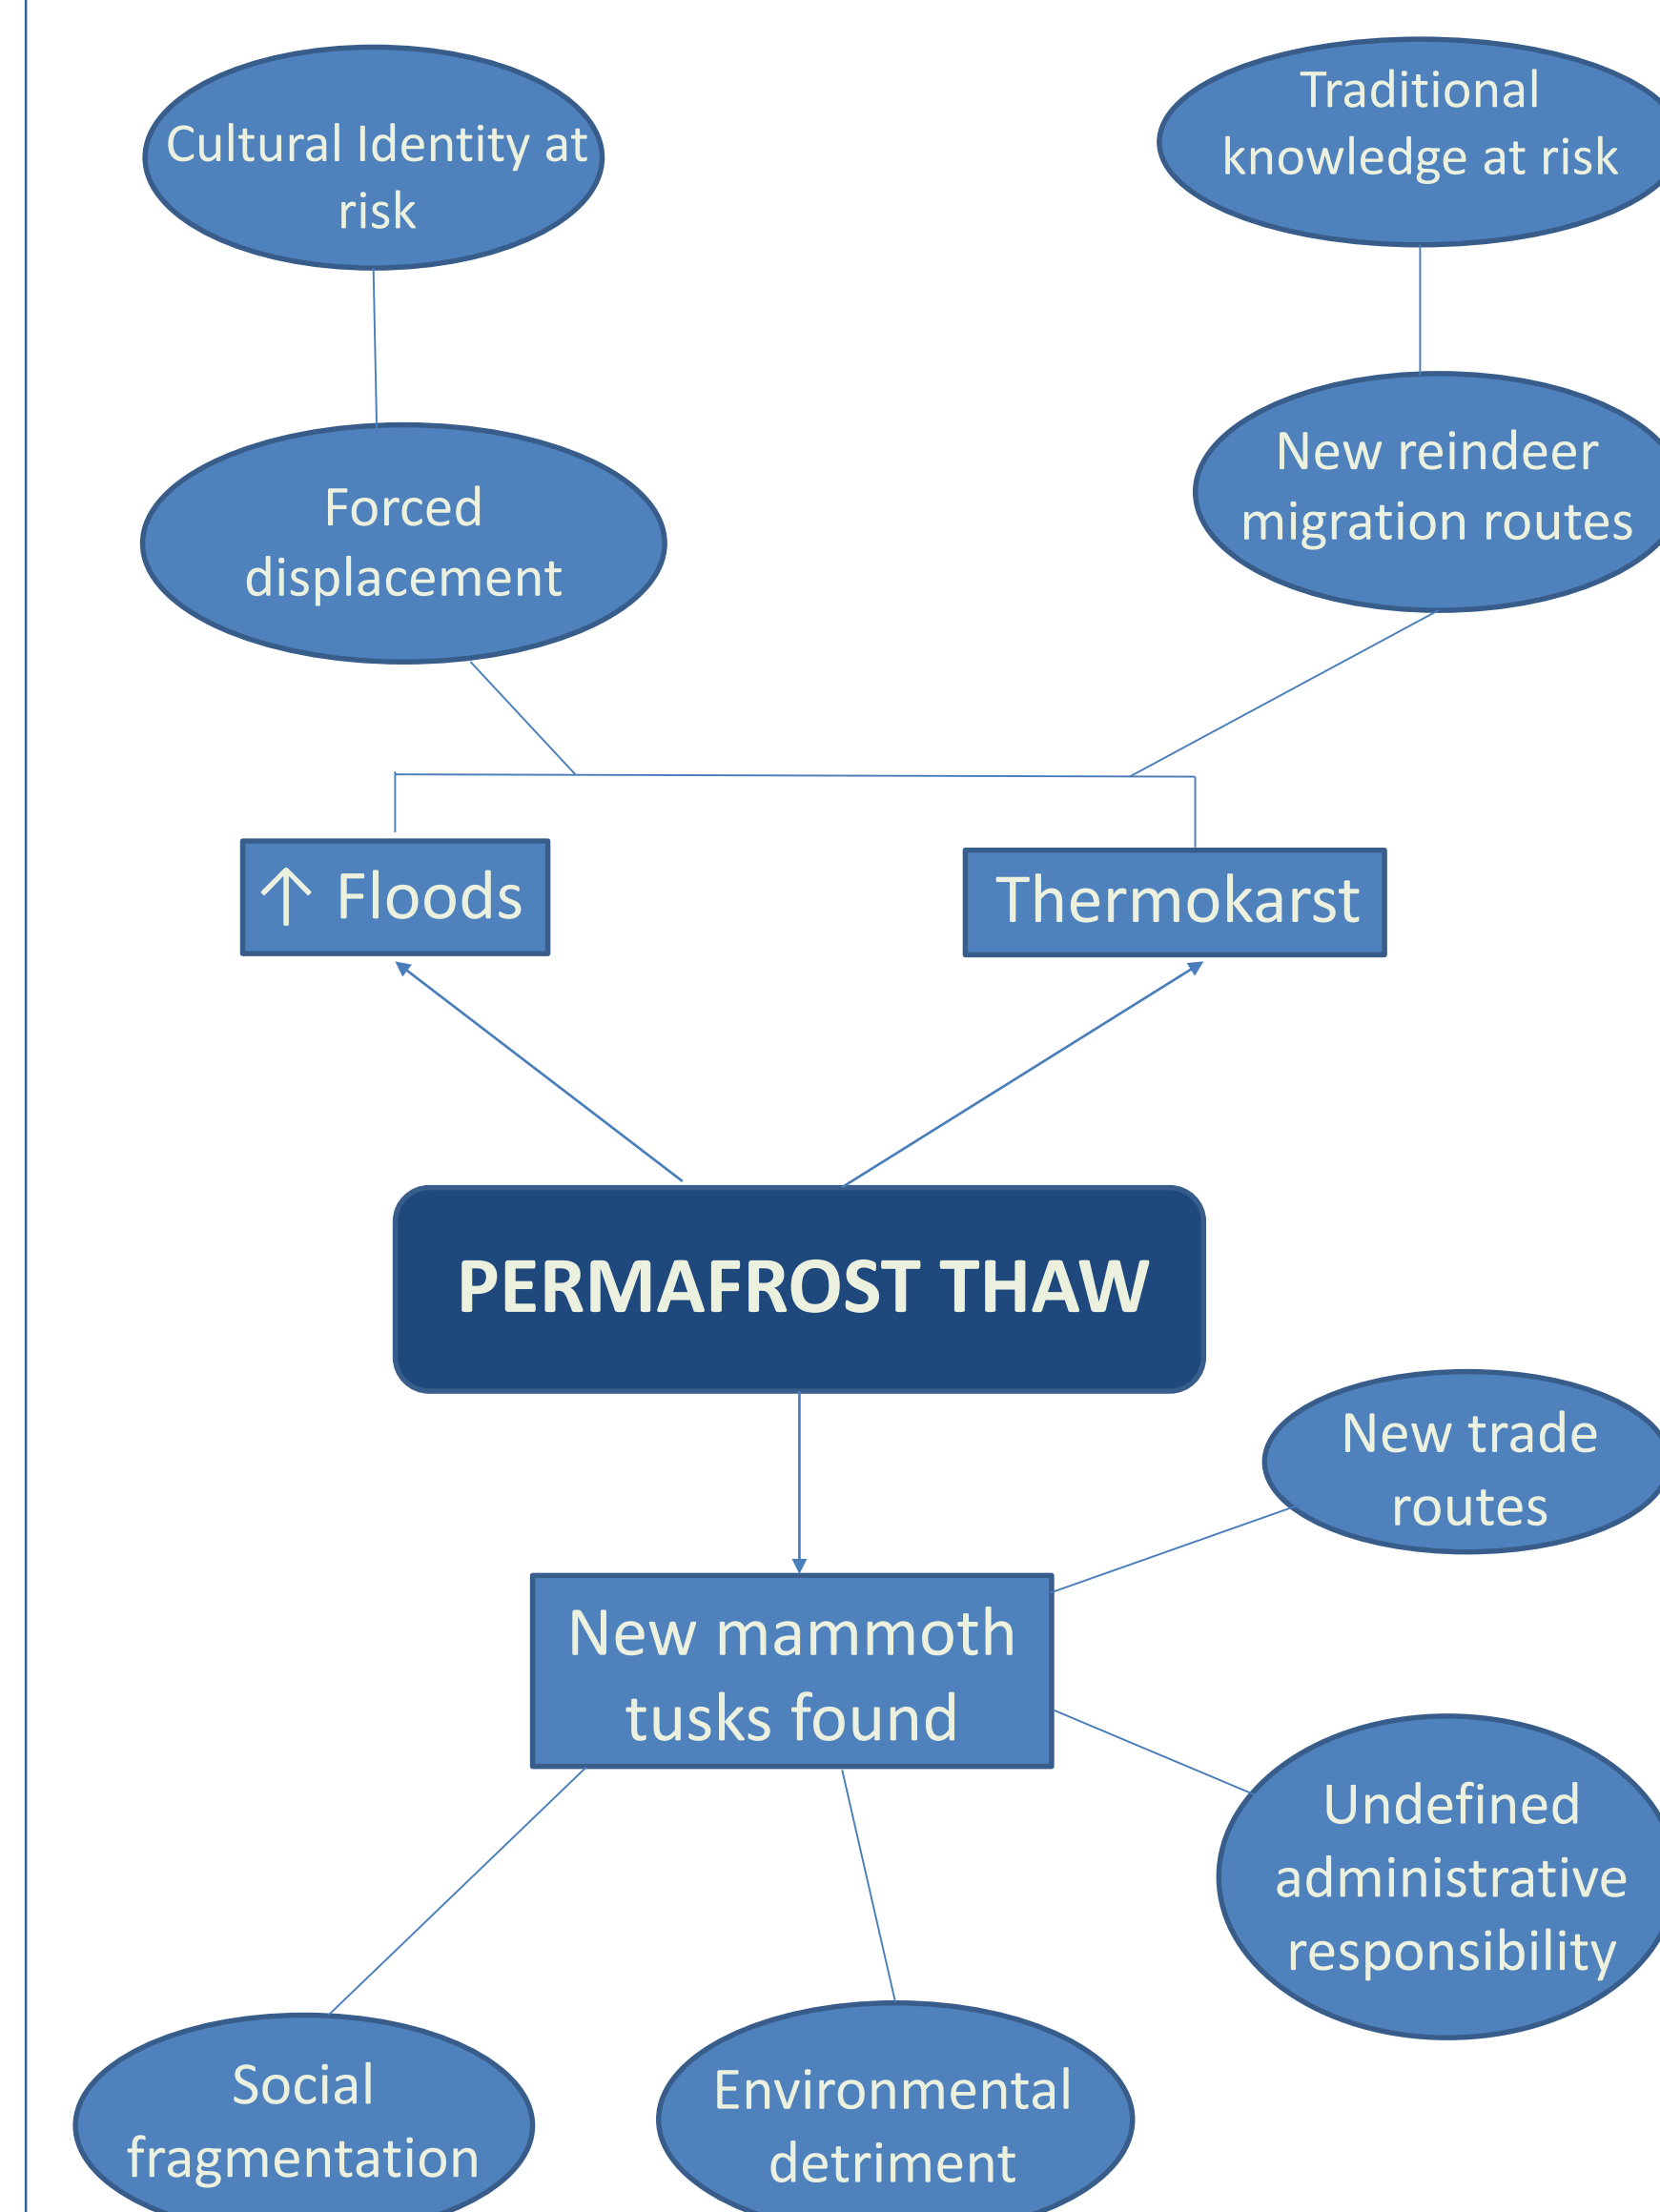 Cultural Identity at
risk
Traditional
knowledge at risk
Forced
displacement
New reindeer
migration routes
↑ Floods
Thermokarst
PERMAFROST THAW
New trade
routes
New mammoth
tusks found
Undefined
administrative
responsibility
Social
fragmentation
Environmental
detriment